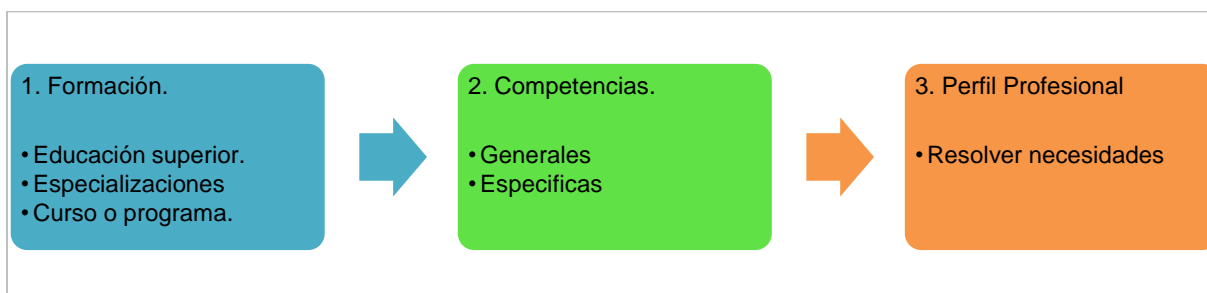 1. Formación.
• Educación superior.
• Especializaciones
• Curso o programa.
2. Competencias.
• Generales
• Especificas
3. Perfil Profesional
• Resolver necesidades